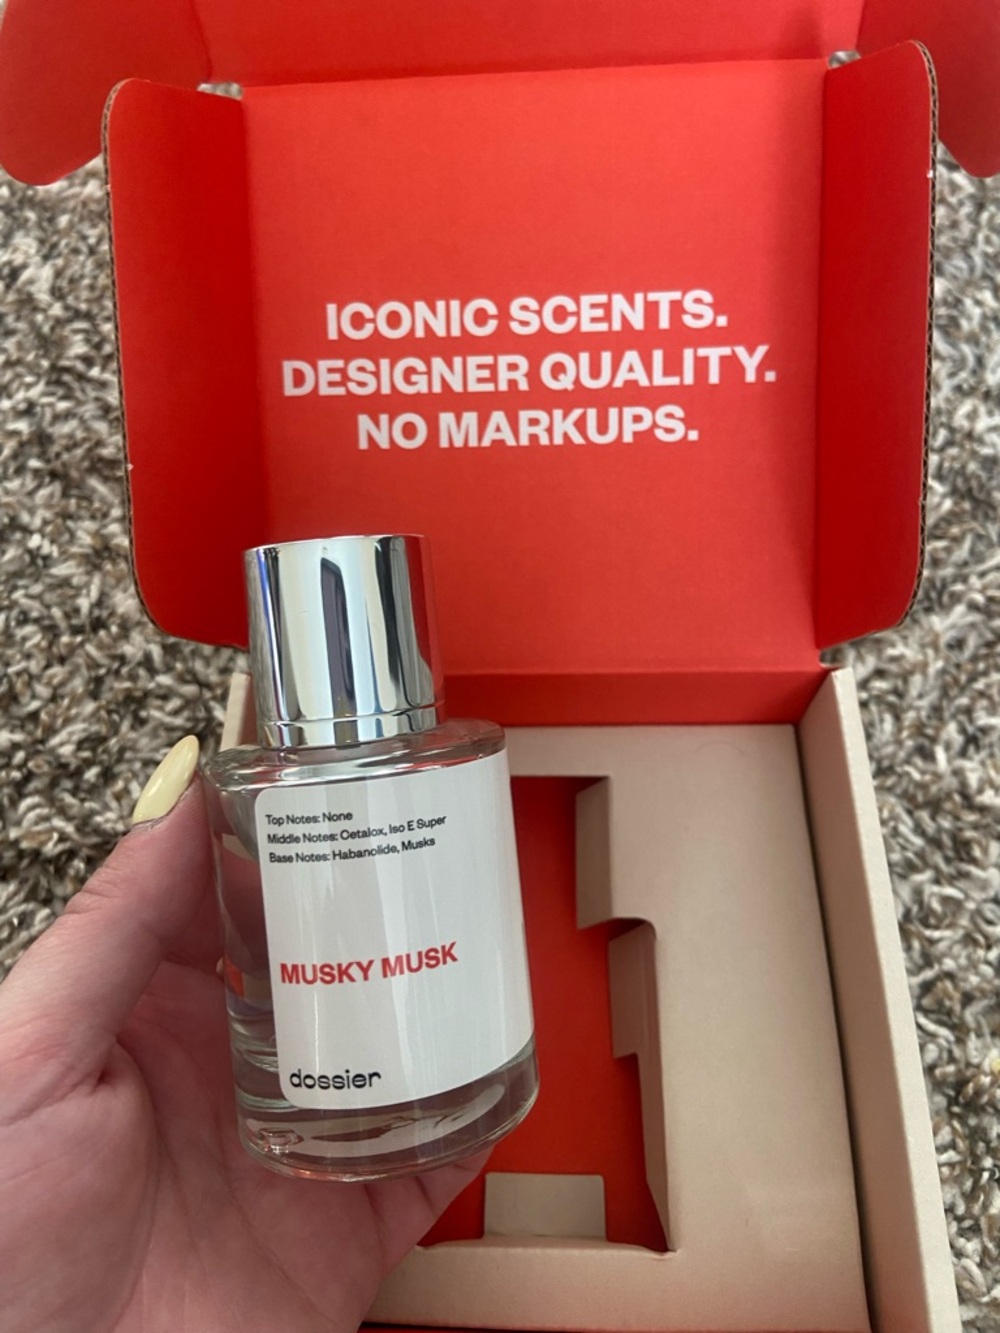 ICONIC SCENTS.
DESIGNER QUALITY.
NO MARKUPS.
Top Notes: None
Middle Notes: Cetalox, Iso E Super
Base Notes: Habanolide, Musks
MUSKY MUSK
dossier